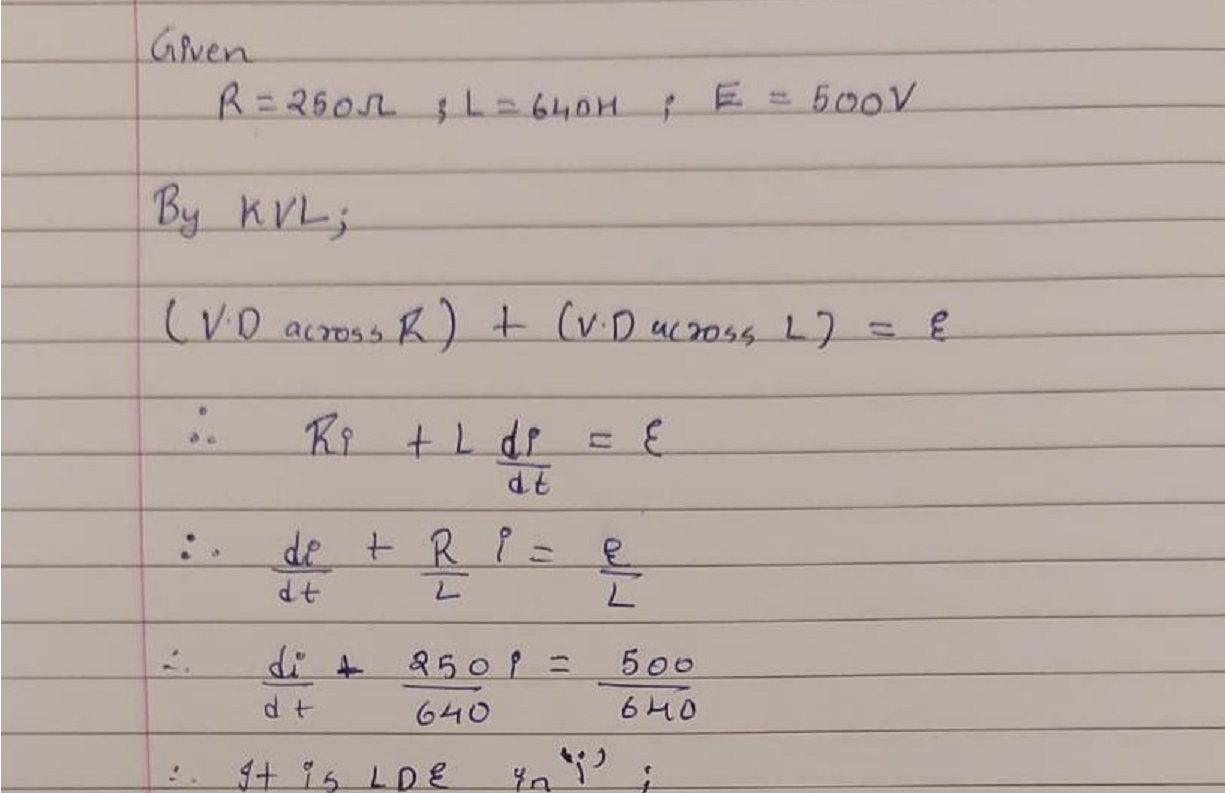 Given
R = 250Ω ; L = 640H ; E = 500V
By KVL;
(V.D across R) + (V.D across L) = ε
∴ Ri + L di/dt = ε
∴ di/dt + R/L i = ε/L
∴ di/dt + 250/640 i = 500/640
∴ It is LDE in "i" ;